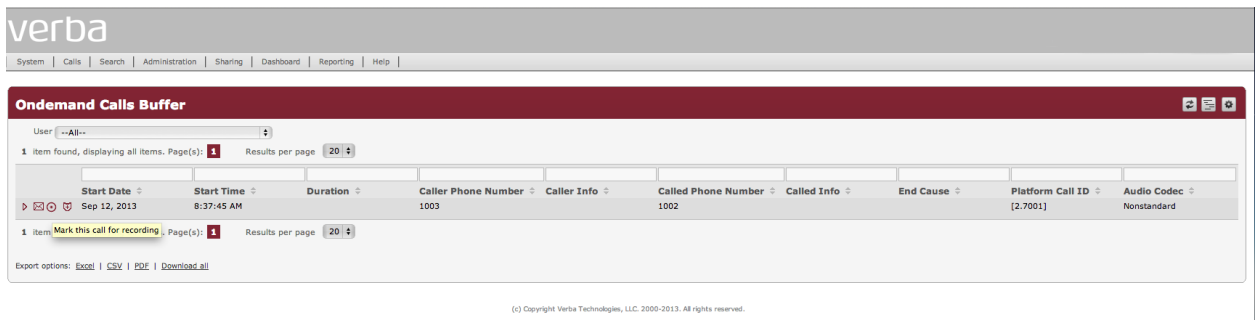 verba
System | Calls | Search | Administration | Sharing | Dashboard | Reporting | Help |
Ondemand Calls Buffer
User --All--
1 item found, displaying all items. Page(s): 1 Results per page 20
Start Date Start Time Duration Caller Phone Number Caller Info Called Phone Number Called Info End Cause Platform Call ID Audio Codec
Sep 12, 2013 8:37:45 AM 1003 1002 [2.7001] Nonstandard
Mark this call for recording
1 item . Page(s): 1 Results per page 20
Export options: Excel | CSV | PDF | Download all
(c) Copyright Verba Technologies, LLC. 2000-2013. All rights reserved.